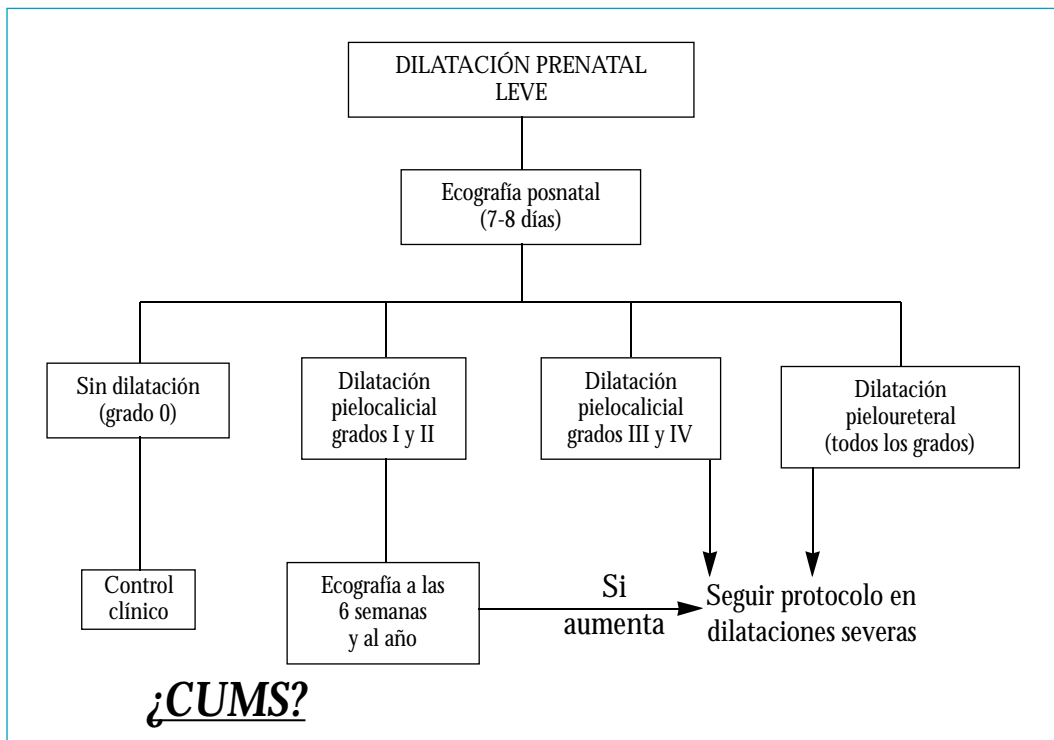 DILATACIÓN PRENATAL
LEVE
Ecografía posnatal
(7-8 días)
Sin dilatación
(grado 0)
Dilatación
pielocalicial
grados I y II
Dilatación
pielocalicial
grados III y IV
Dilatación
pieloureteral
(todos los grados)
Control
clínico
Ecografía a las
6 semanas
y al año
Si
aumenta
Seguir protocolo en
dilataciones severas
¿CUMS?